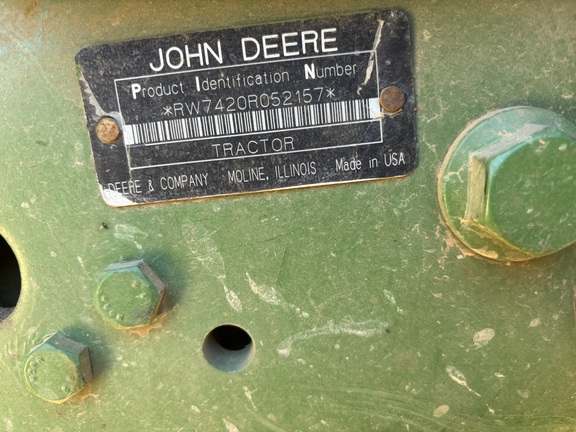 JOHN DEERE
Product Identification Number
*RW7420R052157*
TRACTOR
DEERE & COMPANY MOLINE, ILLINOIS Made in USA